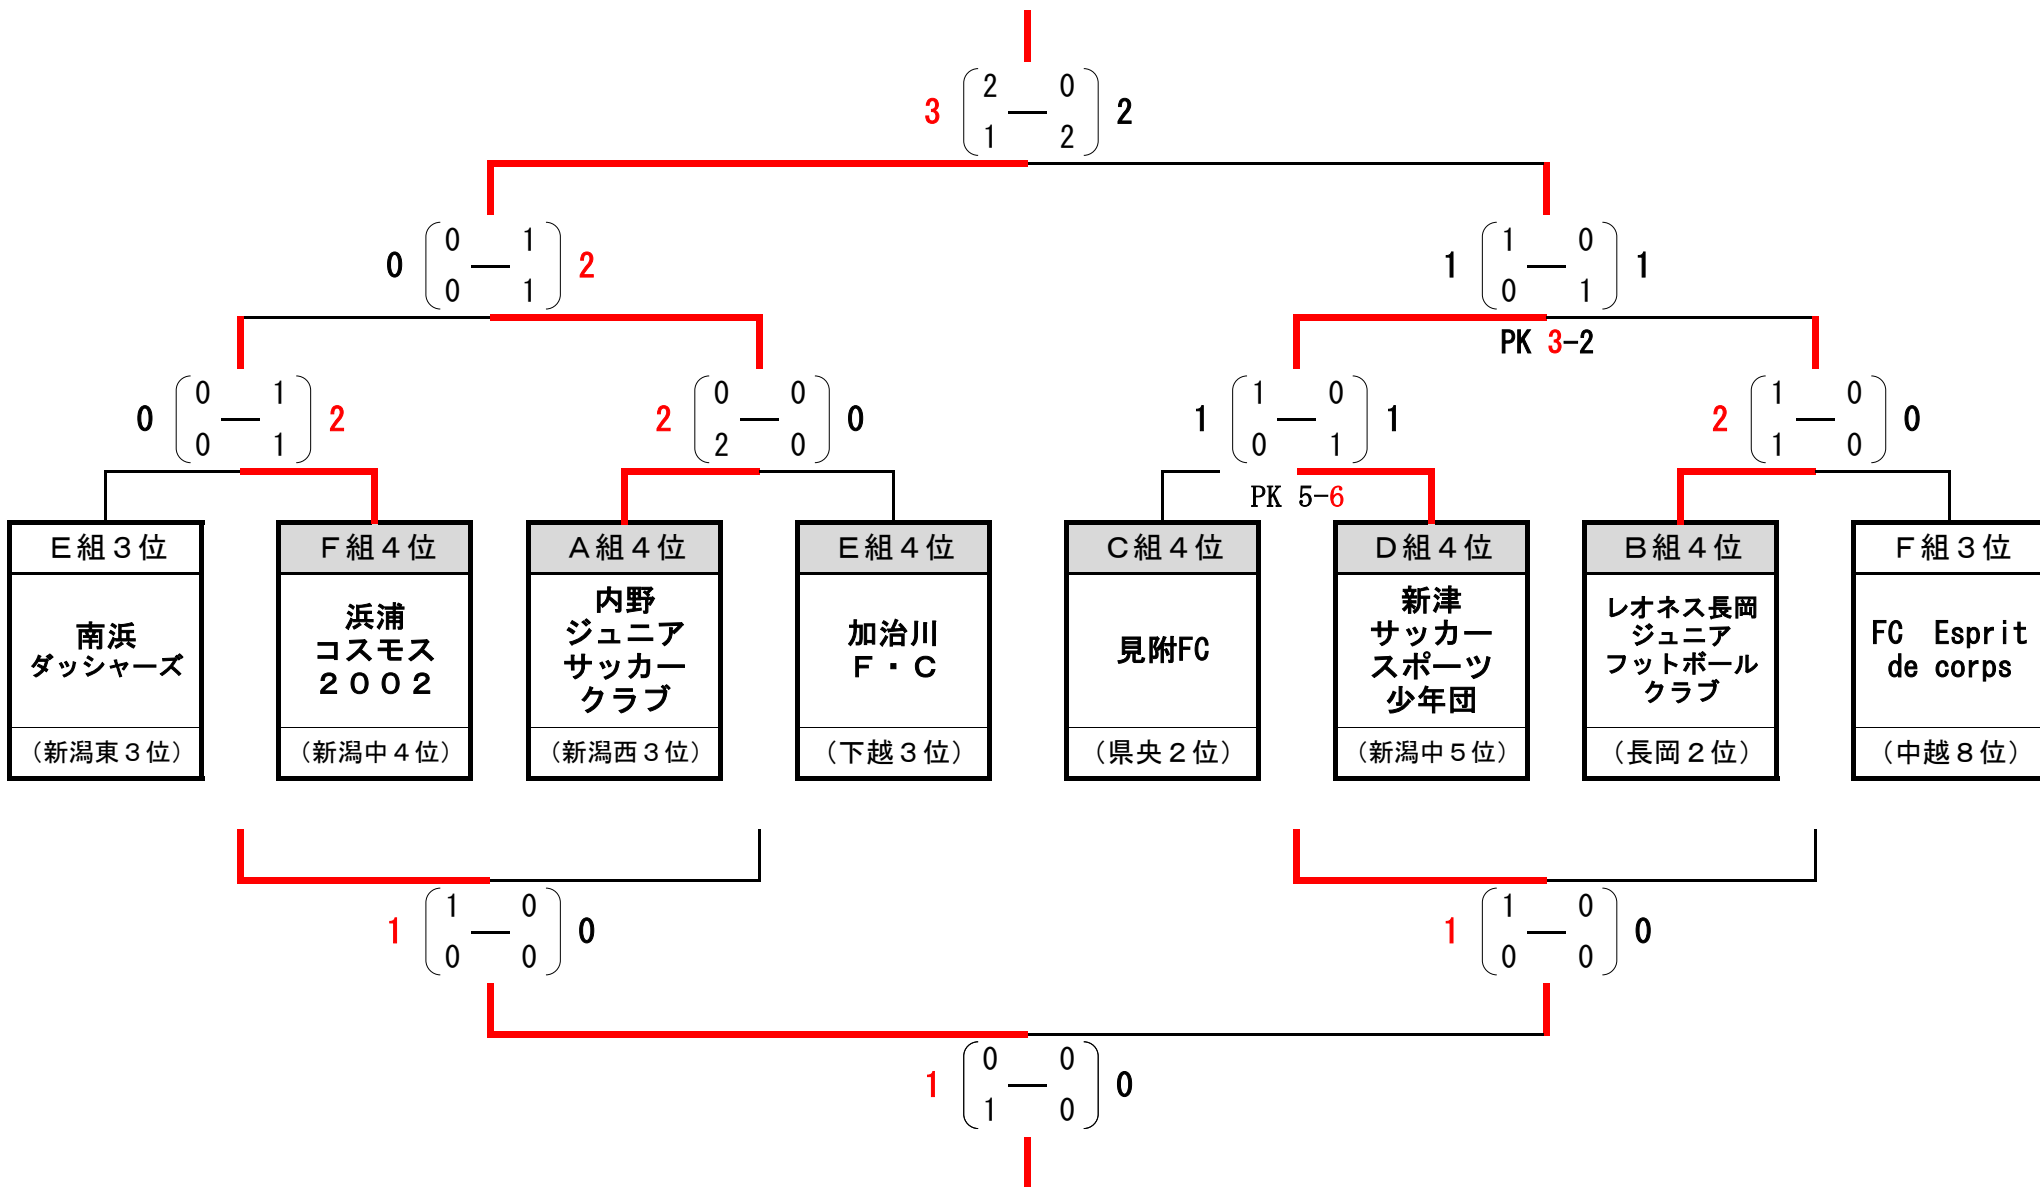 2 0
3 2
1 2
0 1
0 2
0 1
1 0
1 1
0 1
PK 3-2
0 1
0 2
0 1
0 0
2 0
2 0
1 0
1 1
0 1
PK 5-6
1 0
2 0
1 0
E組3位
南浜
ダッシャーズ
(新潟東3位)
F組4位
浜浦
コスモス
2002
(新潟中4位)
A組4位
内野
ジュニア
サッカー
クラブ
(新潟西3位)
E組4位
加治川
F・C
(下越3位)
C組4位
見附FC
(県央2位)
D組4位
新津
サッカー
スポーツ
少年団
(新潟中5位)
B組4位
レオネス長岡
ジュニア
フットボール
クラブ
(長岡2位)
F組3位
FC Esprit
de corps
(中越8位)
1 0
1 0
0 0
1 0
1 0
0 0
0 0
1 0
1 0